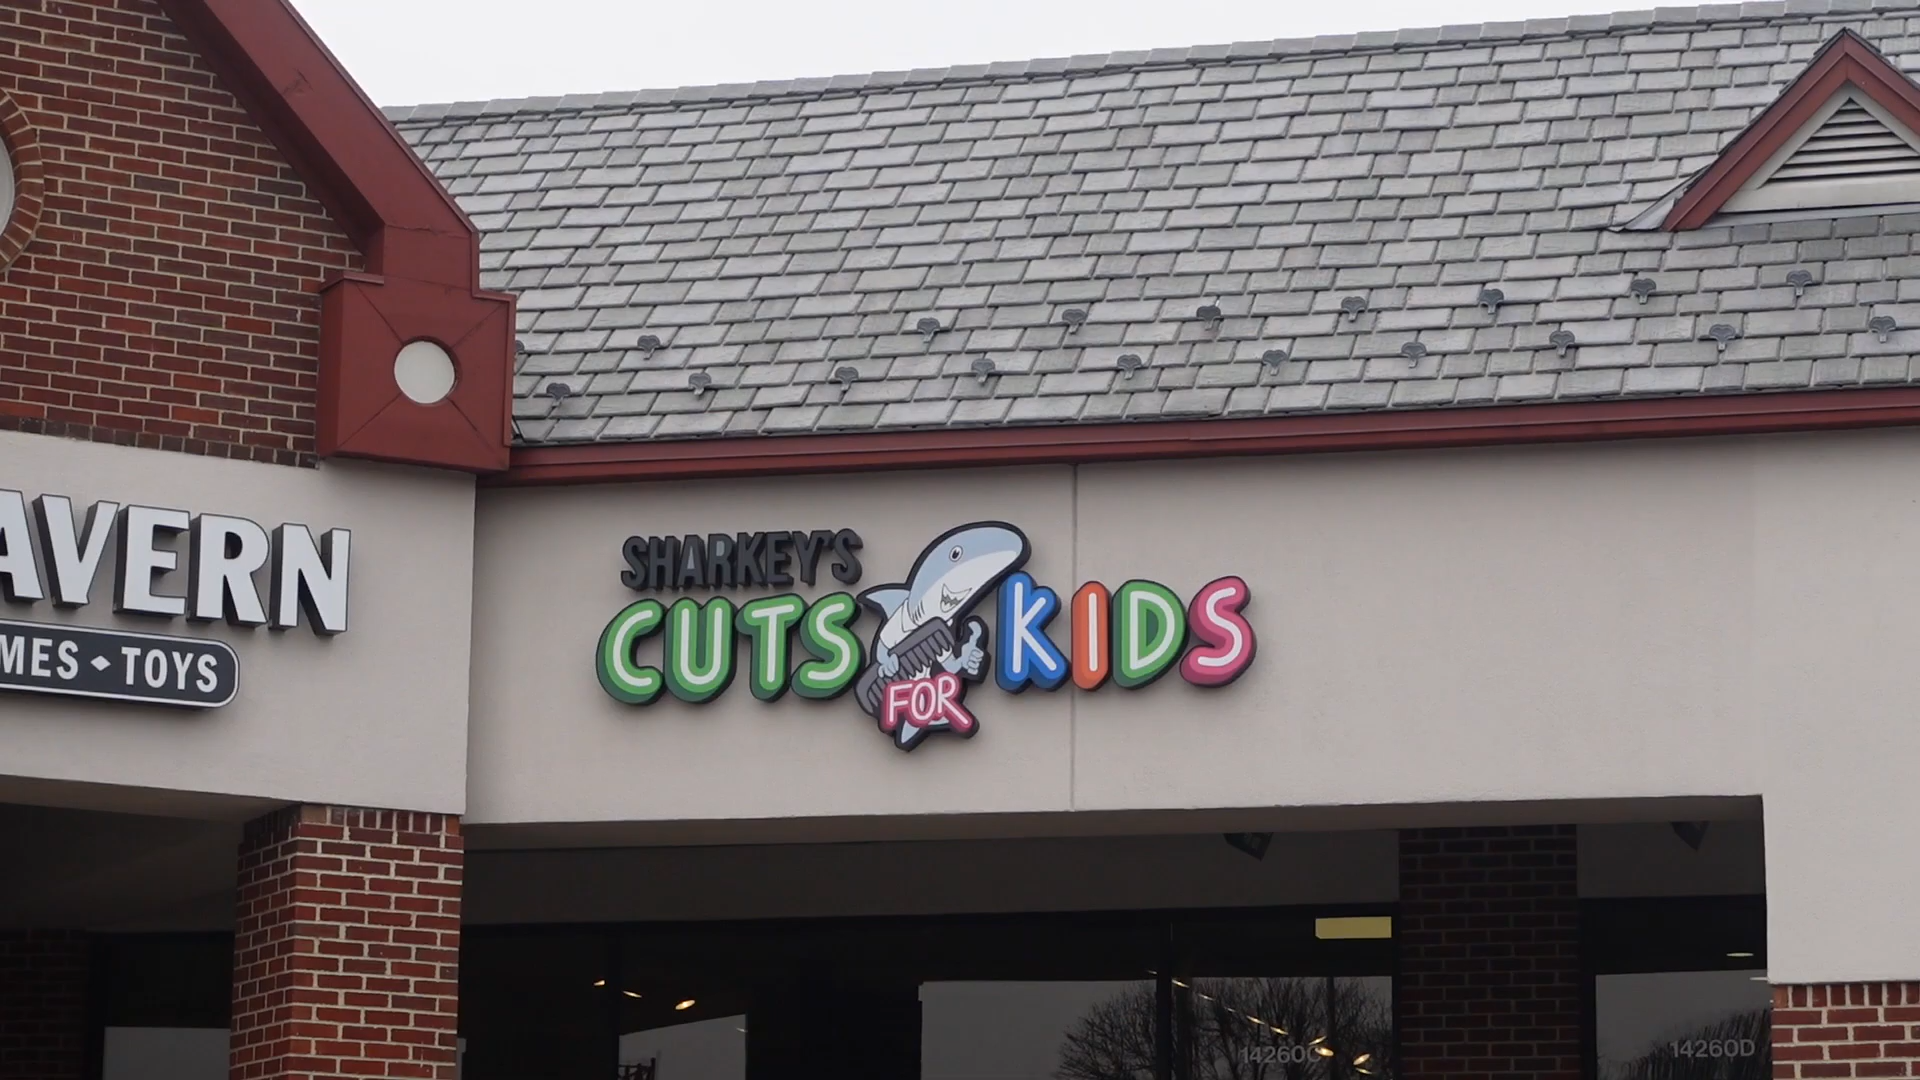 AVERN
MES • TOYS
SHARKEY'S
CUTS FOR KIDS
14260C
14260D